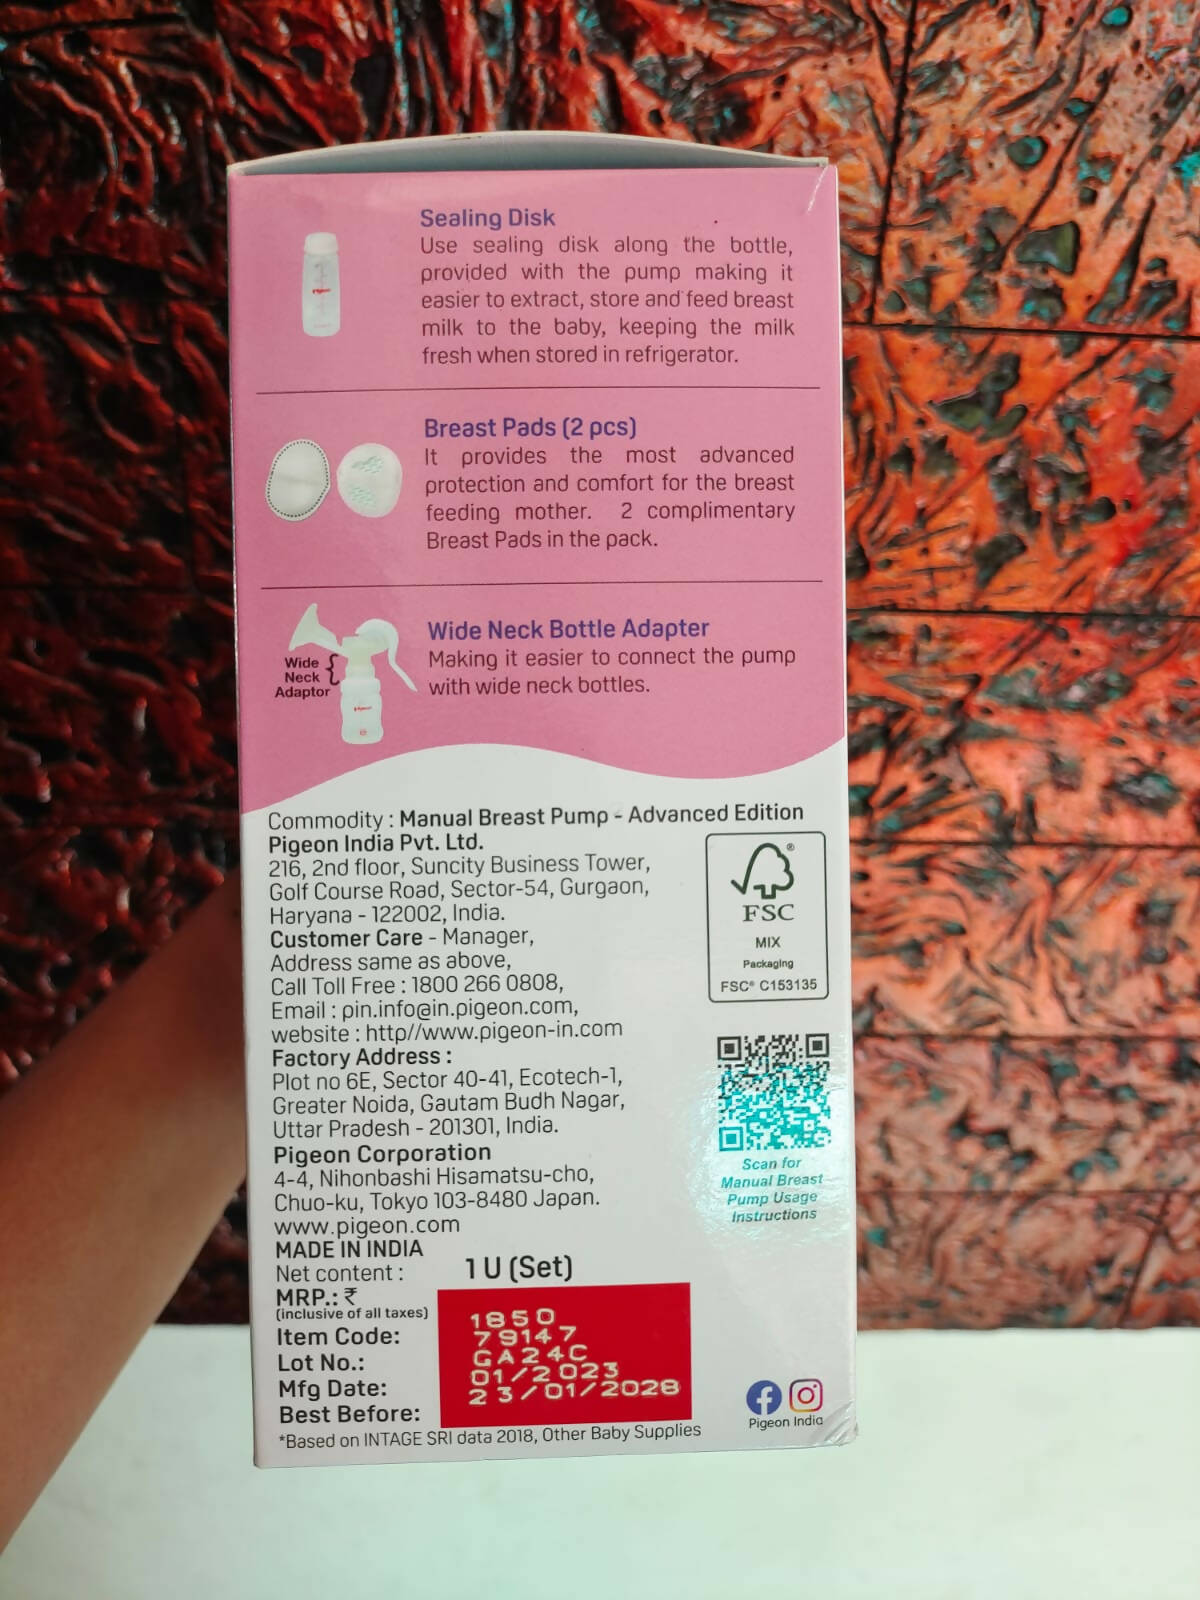 Sealing Disk
Use sealing disk along the bottle,
provided with the pump making it
easier to extract, store and feed breast
milk to the baby, keeping the milk
fresh when stored in refrigerator.
Breast Pads (2 pcs)
It provides the most advanced
protection and comfort for the breast
feeding mother. 2 complimentary
Breast Pads in the pack.
Wide Neck Bottle Adapter
Making it easier to connect the pump
with wide neck bottles.
Wide
Neck
Adaptor
Commodity : Manual Breast Pump - Advanced Edition
Pigeon India Pvt. Ltd.
216, 2nd floor, Suncity Business Tower,
Golf Course Road, Sector-54, Gurgaon,
Haryana - 122002, India.
Customer Care - Manager,
Address same as above,
Call Toll Free : 1800 266 0808,
Email : pin.info@in.pigeon.com,
website : http//www.pigeon-in.com
Factory Address :
Plot no 6E, Sector 40-41, Ecotech-1,
Greater Noida, Gautam Budh Nagar,
Uttar Pradesh - 201301, India.
Pigeon Corporation
4-4, Nihonbashi Hisamatsu-cho,
Chuo-ku, Tokyo 103-8480 Japan.
www.pigeon.com
MADE IN INDIA
Net content : 1 U (Set)
MRP.: ₹
(inclusive of all taxes) 1850
Item Code: 79147
Lot No.: GA24C
Mfg Date: 01/2023
Best Before: 23/01/2028
*Based on INTAGE SRI data 2018, Other Baby Supplies
FSC
MIX
Packaging
FSC® C153135
Scan for
Manual Breast
Pump Usage
Instructions
Pigeon India